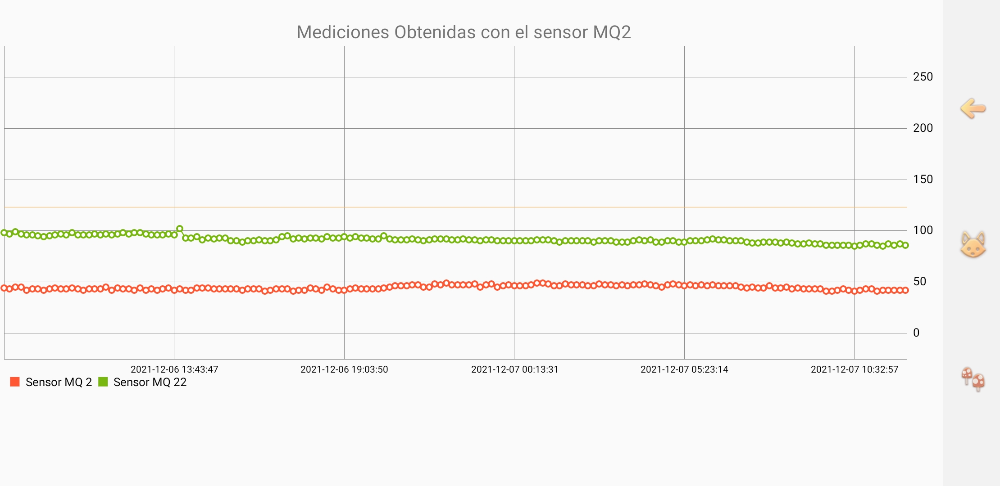 Mediciones Obtenidas con el sensor MQ2
250
200
150
100
50
0
2021-12-06 13:43:47 2021-12-06 19:03:50 2021-12-07 00:13:31 2021-12-07 05:23:14 2021-12-07 10:32:57
Sensor MQ 2 Sensor MQ 22